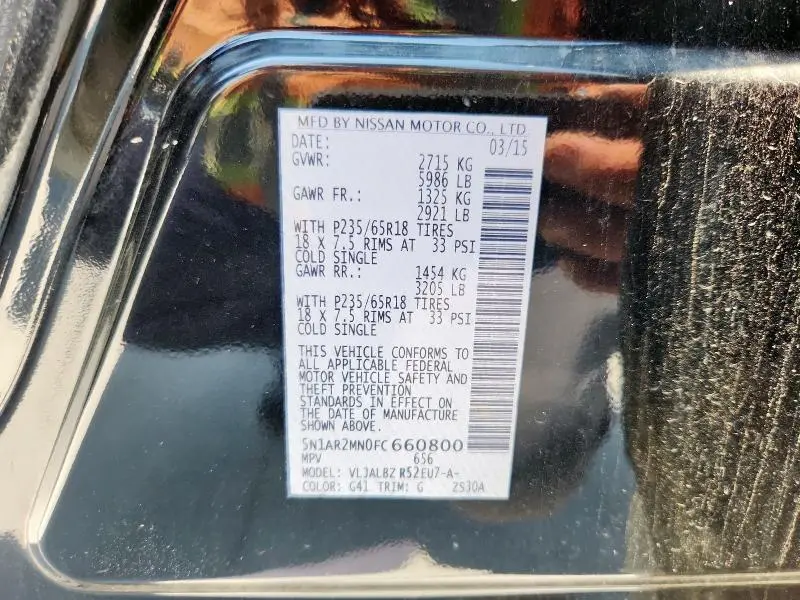 MFD BY NISSAN MOTOR CO., LTD
DATE: 03/15
GVWR: 2715 KG
5986 LB
GAWR FR.: 1325 KG
2921 LB
WITH P235/65R18 TIRES
18 X 7.5 RIMS AT 33 PSI
COLD SINGLE
GAWR RR.: 1454 KG
3205 LB
WITH P235/65R18 TIRES
18 X 7.5 RIMS AT 33 PSI
COLD SINGLE
THIS VEHICLE CONFORMS TO
ALL APPLICABLE FEDERAL
MOTOR VEHICLE SAFETY AND
THEFT PREVENTION
STANDARDS IN EFFECT ON
THE DATE OF MANUFACTURE
SHOWN ABOVE.
5N1AR2MN0FC660800
MPV 656
MODEL: VLJALBZ R52EU7-A-
COLOR: G41 TRIM: G 2S30A